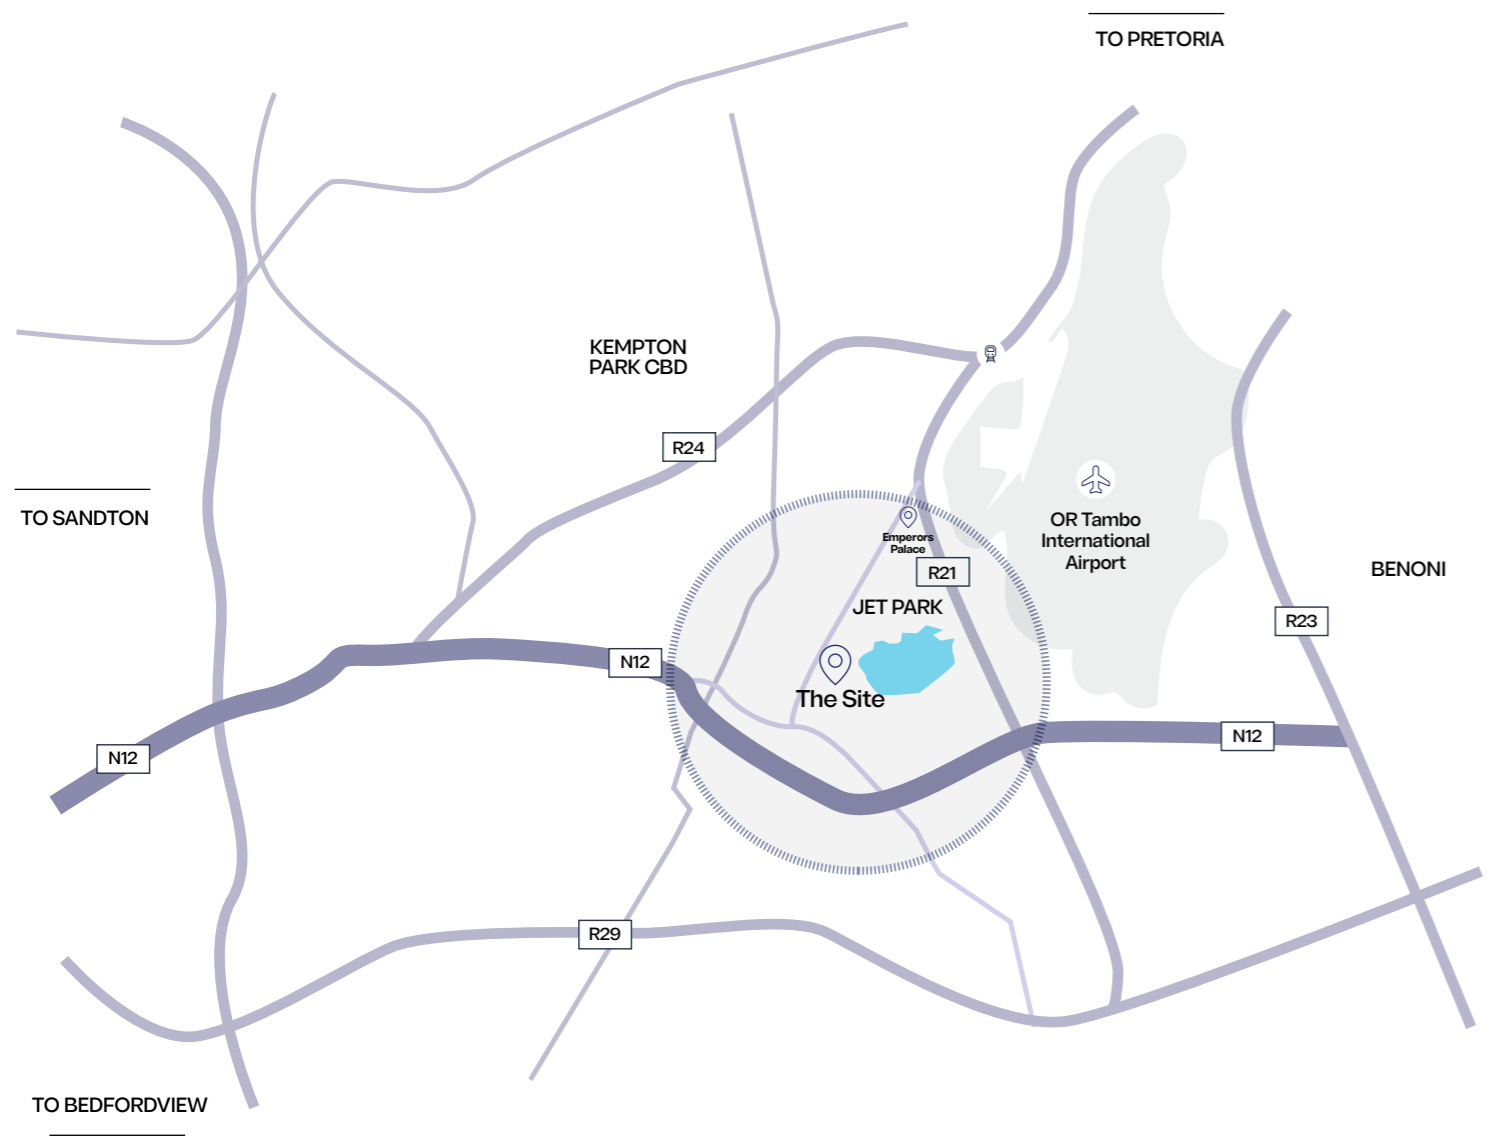 TO PRETORIA
KEMPTON
PARK CBD
R24
TO SANDTON
OR Tambo
International
Airport
Emperors
Palace
R21
BENONI
JET PARK
R23
N12
The Site
N12
N12
R29
TO BEDFORDVIEW